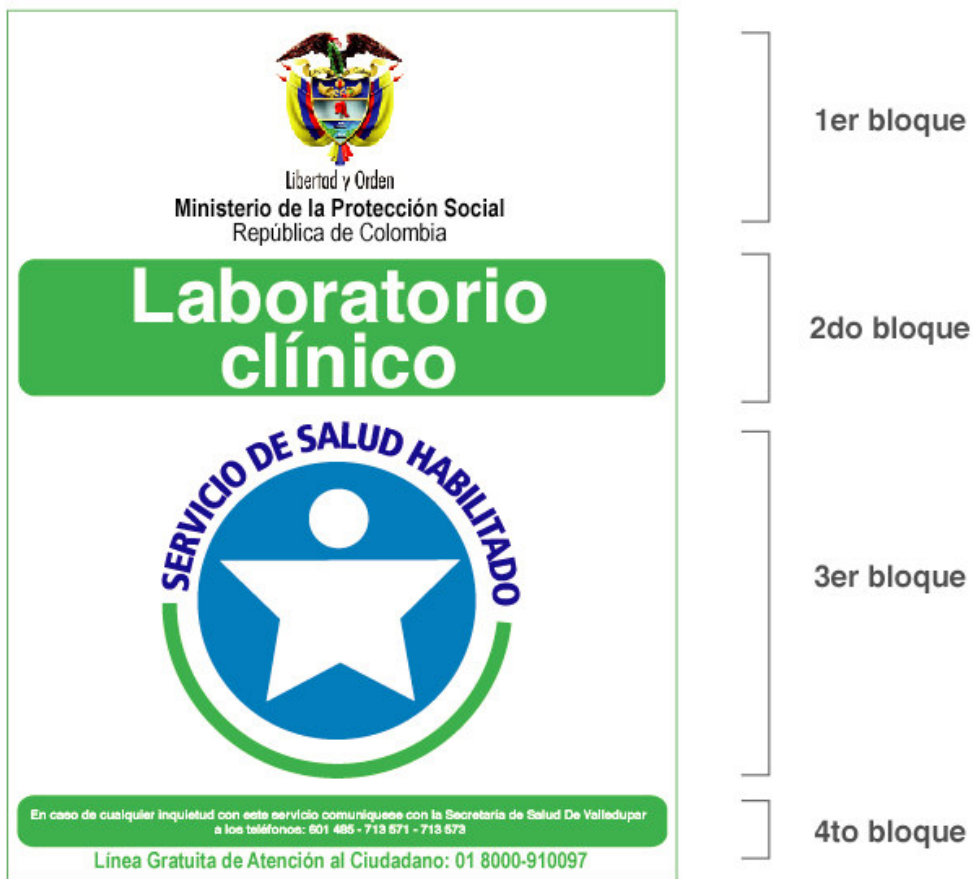 Libertad y Orden
Ministerio de la Protección Social
República de Colombia
1er bloque
Laboratorio
clínico
2do bloque
SERVICIO DE SALUD HABILITADO
3er bloque
En caso de cualquier inquietud con este servicio comuniquese con la Secretaria de Salud De Valledupar
a los teléfonos: 601 485 - 713 571 - 713 573
Línea Gratuita de Atención al Ciudadano: 01 8000-910097
4to bloque